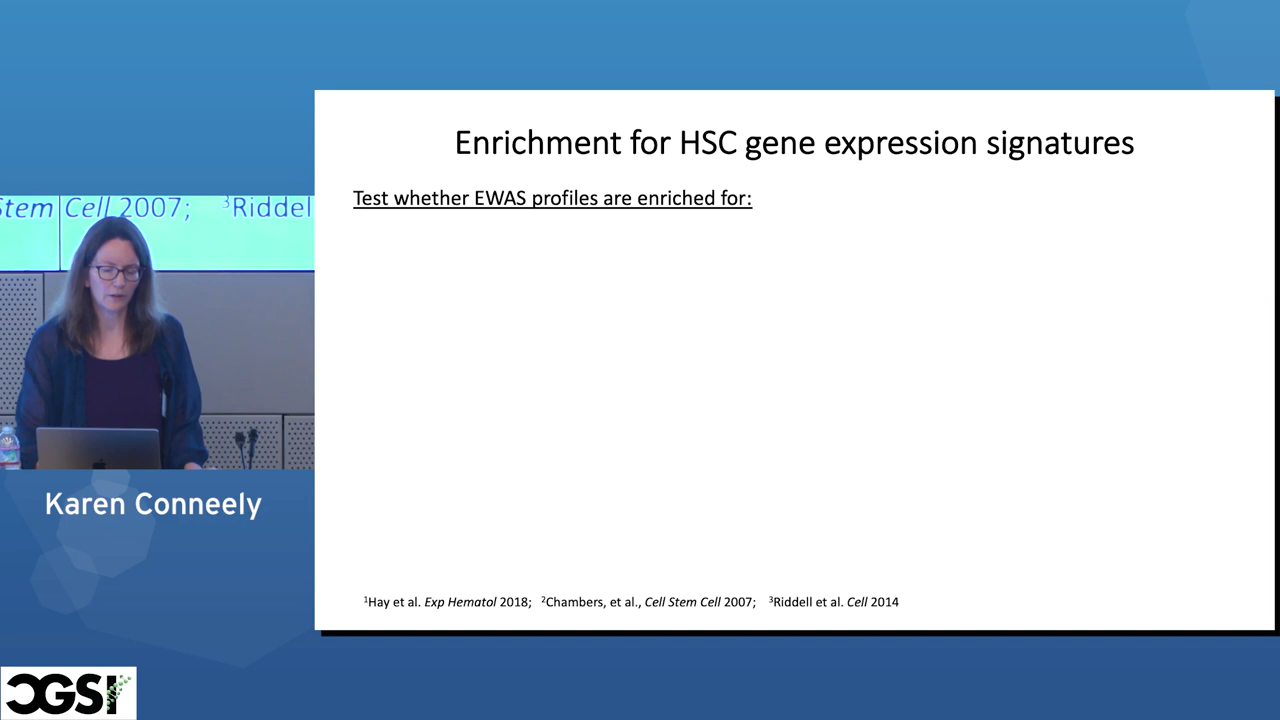 Enrichment for HSC gene expression signatures
Test whether EWAS profiles are enriched for:
Stem Cell 2007; ³Riddel
Karen Conneely
¹Hay et al. Exp Hematol 2018; ²Chambers, et al., Cell Stem Cell 2007; ³Riddell et al. Cell 2014
CGSI